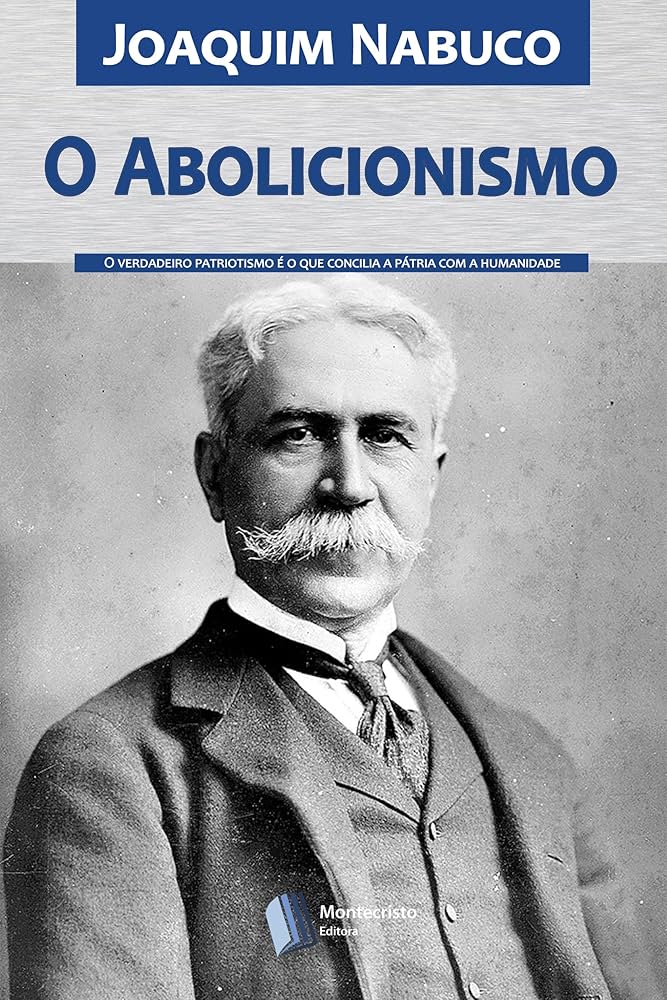 JOAQUIM NABUCO
O ABOLICIONISMO
O VERDADEIRO PATRIOTISMO É O QUE CONCILIA A PÁTRIA COM A HUMANIDADE
Montecristo
Editora